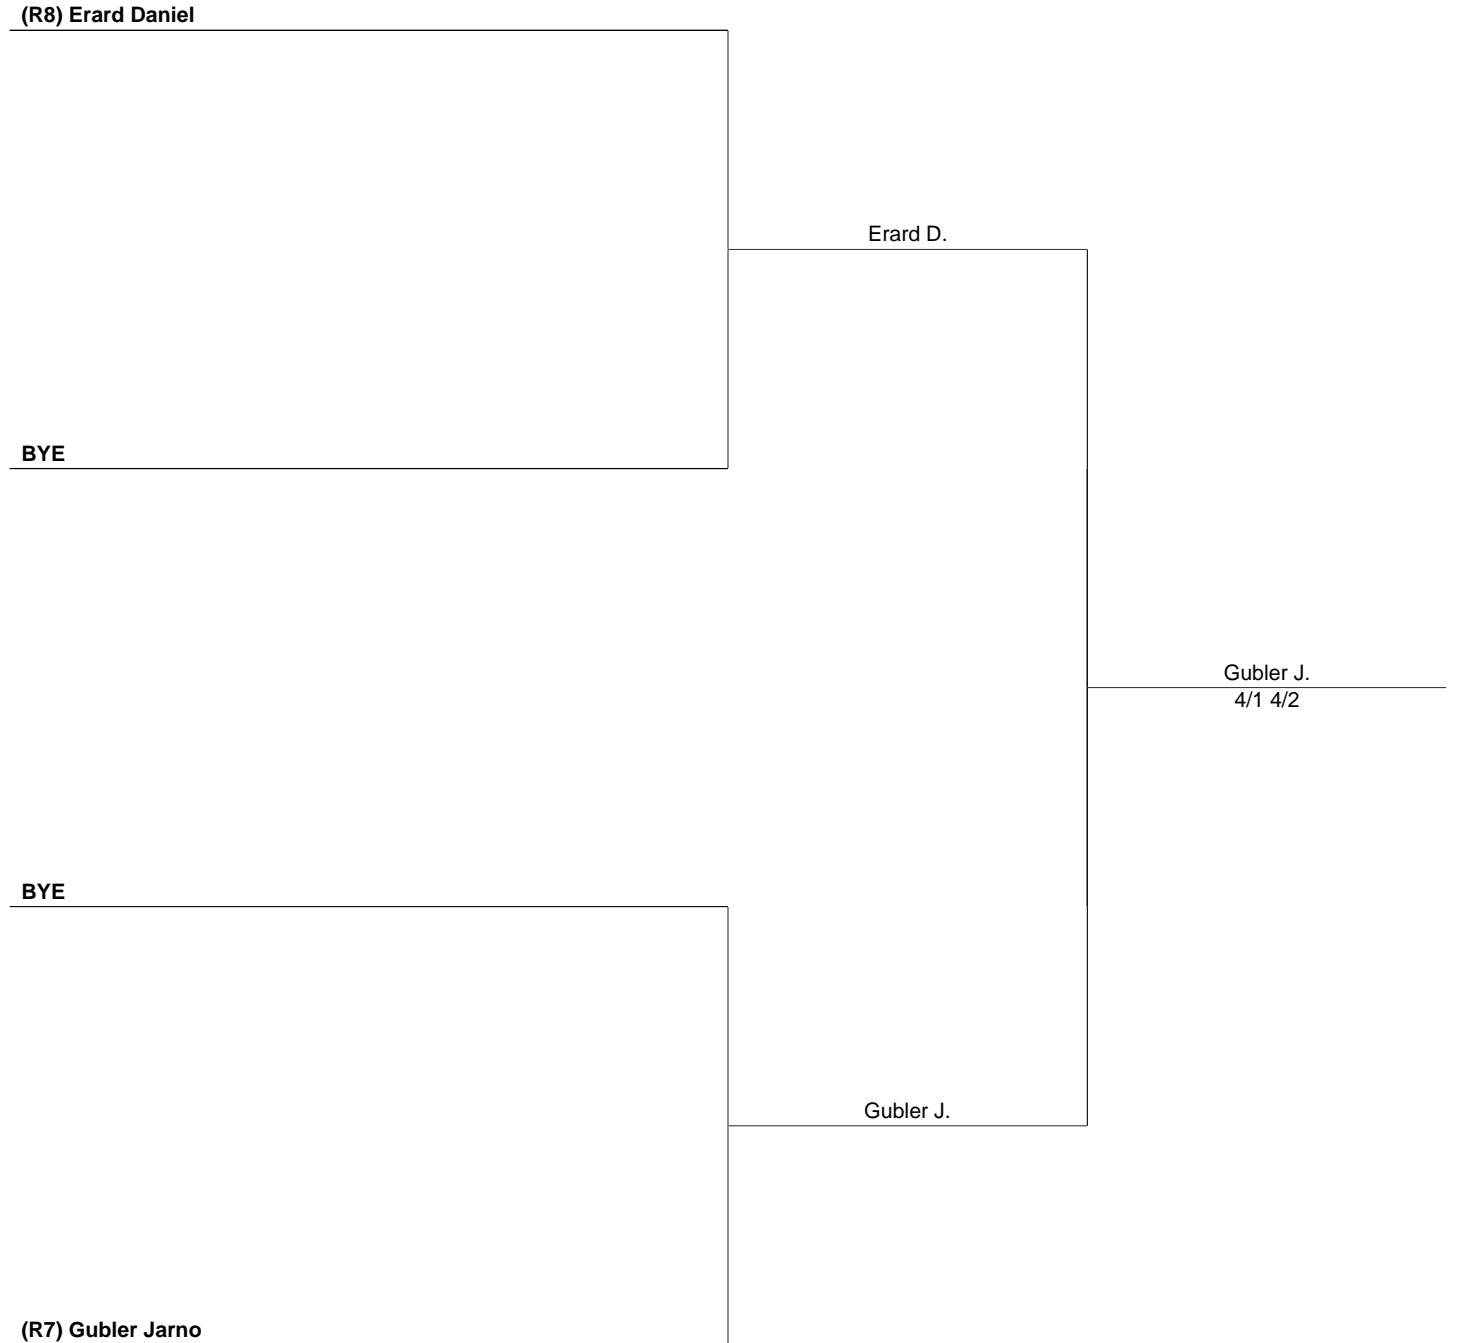 (R8) Erard Daniel
Erard D.
BYE
Gubler J.
4/1 4/2
BYE
Gubler J.
(R7) Gubler Jarno